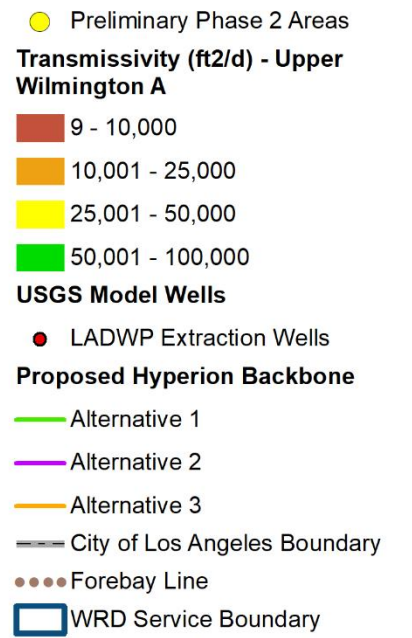 Preliminary Phase 2 Areas
Transmissivity (ft2/d) - Upper
Wilmington A
9 - 10,000
10,001 - 25,000
25,001 - 50,000
50,001 - 100,000
USGS Model Wells
LADWP Extraction Wells
Proposed Hyperion Backbone
Alternative 1
Alternative 2
Alternative 3
City of Los Angeles Boundary
Forebay Line
WRD Service Boundary